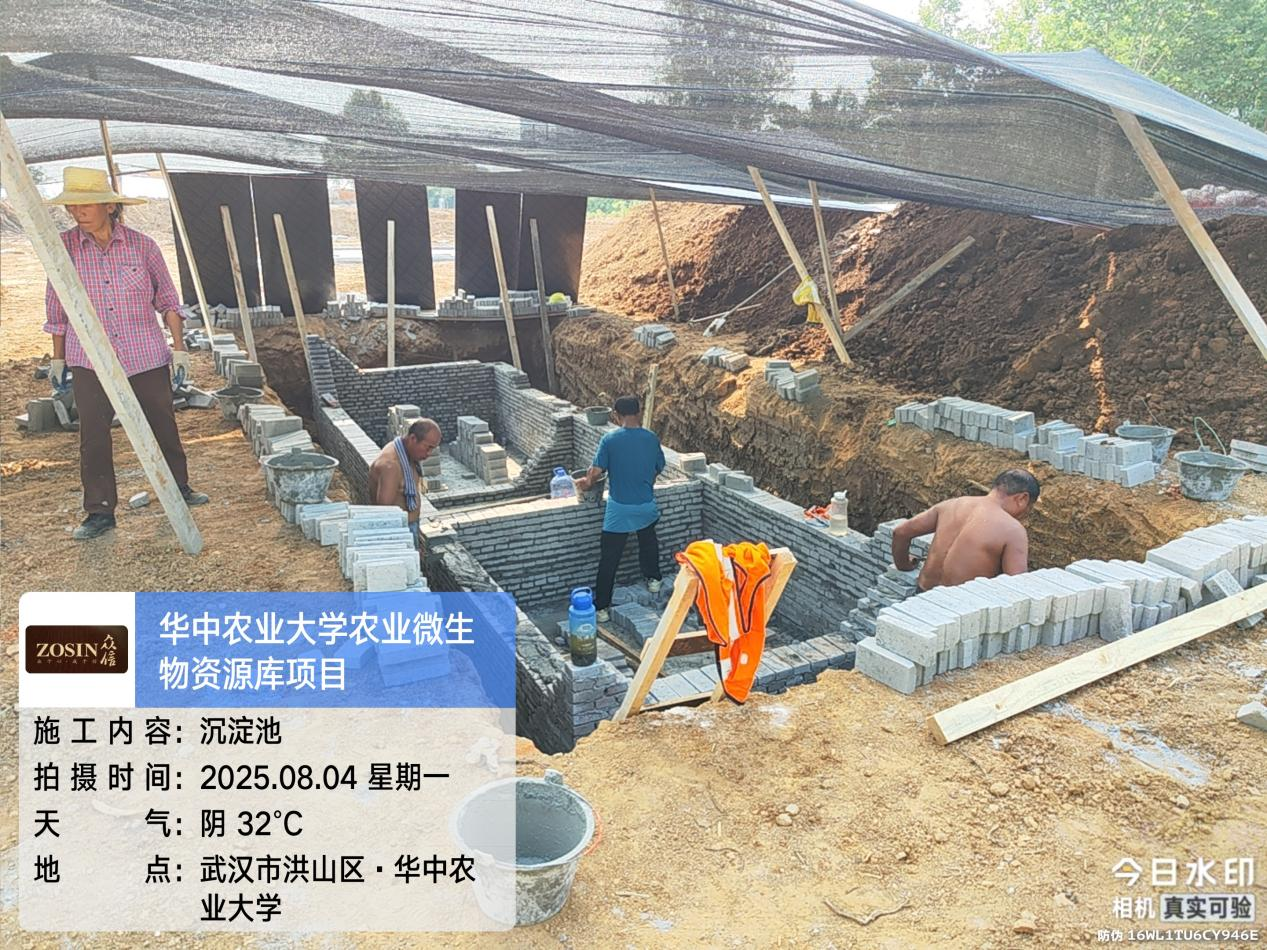 ZOSIN 众信
华中农业大学农业微生
物资源库项目
施工内容：沉淀池
拍摄时间：2025.08.04 星期一
天气：阴 32℃
地点：武汉市洪山区·华中农
业大学
今日水印
相机 真实可验
防伪 16WL1TU6CY946E